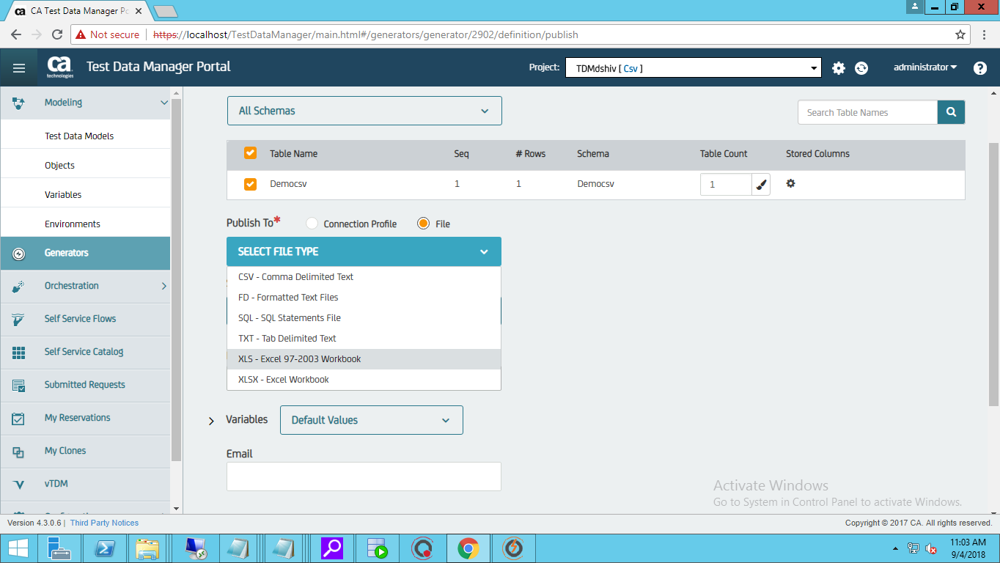 CA Test Data Manager Po
Not secure https://localhost/TestDataManager/main.html#/generators/generator/2902/definition/publish
ca technologies Test Data Manager Portal Project: TDMdshiv [ Csv ] administrator ?
Modeling
Test Data Models
Objects
Variables
Environments
Generators
Orchestration
Self Service Flows
Self Service Catalog
Submitted Requests
My Reservations
My Clones
vTDM
All Schemas Search Table Names
Table Name Seq # Rows Schema Table Count Stored Columns
Democsv 1 1 Democsv 1
Publish To* Connection Profile File
SELECT FILE TYPE
CSV - Comma Delimited Text
FD - Formatted Text Files
SQL - SQL Statements File
TXT - Tab Delimited Text
XLS - Excel 97-2003 Workbook
XLSX - Excel Workbook
Variables Default Values
Email
Activate Windows
Go to System in Control Panel to activate Windows.
Version 4.3.0.6 | Third Party Notices Copyright © 2017 CA. All rights reserved.
11:03 AM
9/4/2018